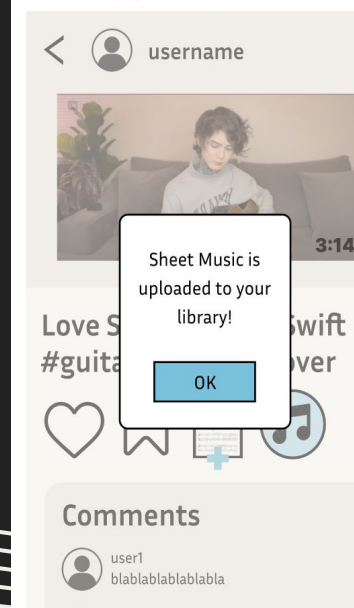 username
3:14
Sheet Music is
uploaded to your
library!
OK
Love S Swift
#guita over
Comments
user1
blablablablablabla